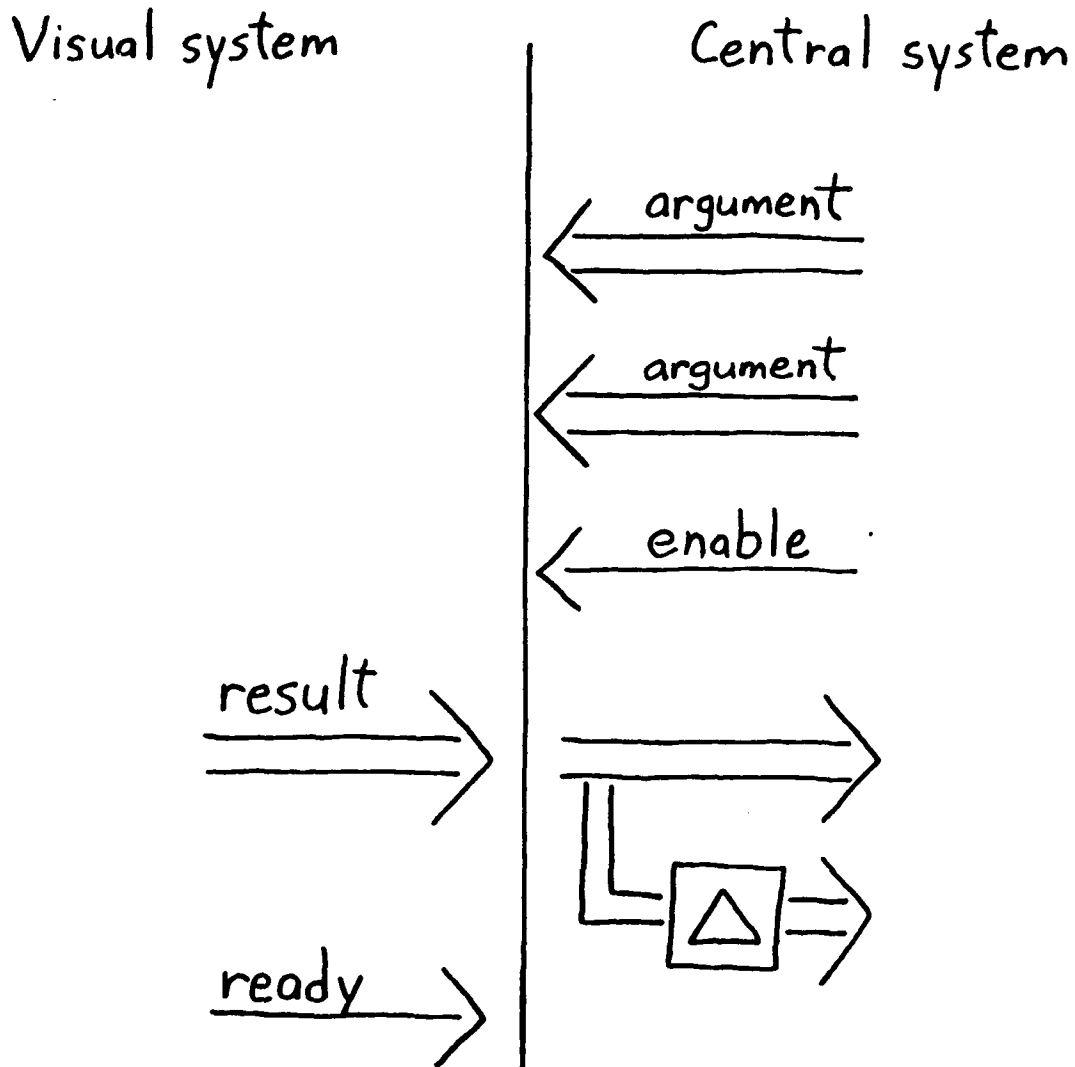 Visual system
Central system
argument
argument
enable
result
ready